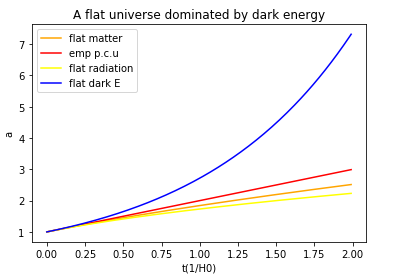 A flat universe dominated by dark energy
flat matter
emp p.c.u
flat radiation
flat dark E
7
6
5
4
3
2
1
a
0.00 0.25 0.50 0.75 1.00 1.25 1.50 1.75 2.00
t(1/H0)